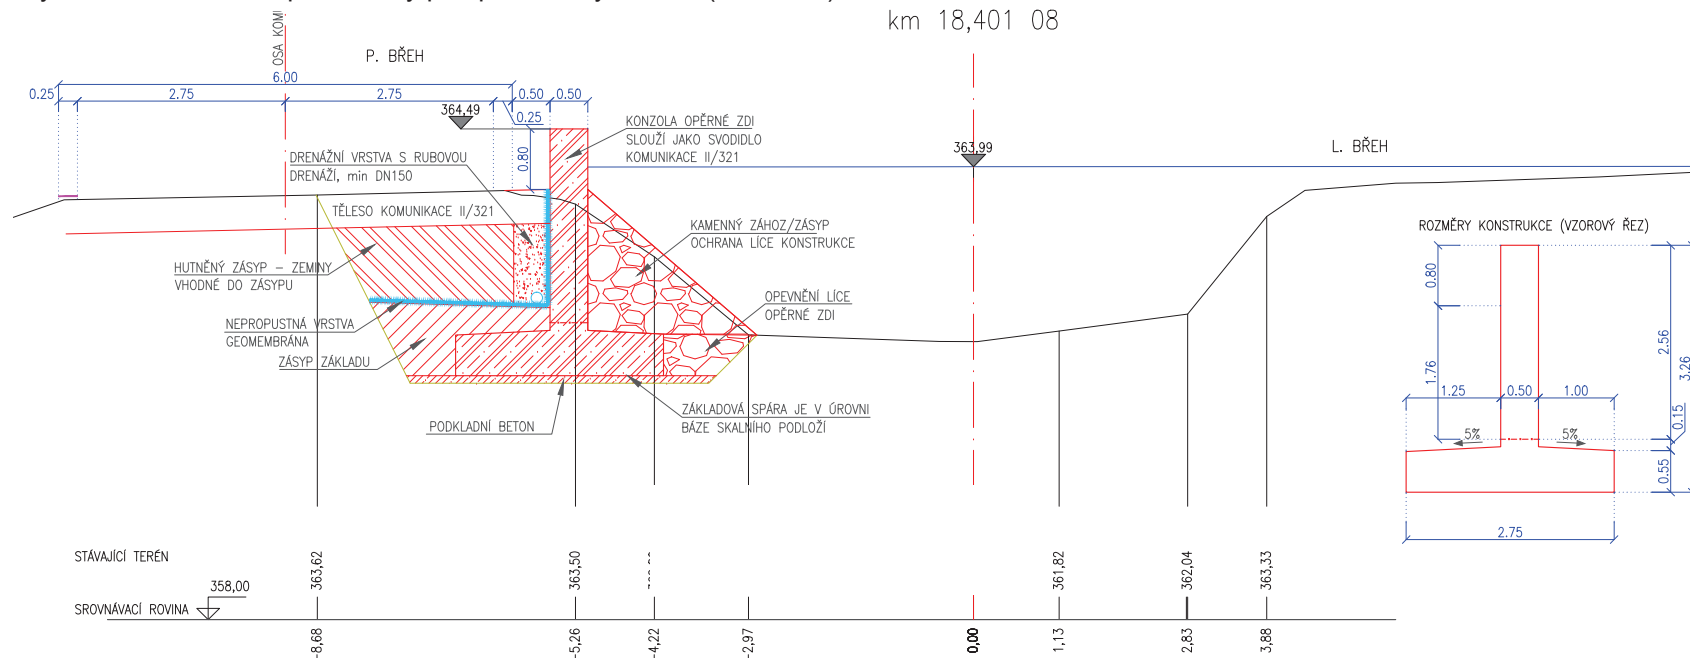 km 18,401 08
OSA KOMI
P. BŘEH
6.00
0.25
2.75
2.75
0.50
0.50
0.25
364,49
0.80
KONZOLA OPĚRNÉ ZDI
SLOUŽÍ JAKO SVODIDLO
KOMUNIKACE II/321
363,99
L. BŘEH
DRENÁŽNÍ VRSTVA S RUBOVOU
DRENÁŽÍ, min DN150
TĚLESO KOMUNIKACE II/321
KAMENNÝ ZÁHOZ/ZÁSYP
OCHRANA LÍCE KONSTRUKCE
HUTNĚNÝ ZÁSYP – ZEMINY
VHODNÉ DO ZÁSYPU
OPEVNĚNÍ LÍCE
OPĚRNÉ ZDI
NEPROPUSTNÁ VRSTVA
GEOMEMBRÁNA
ZÁSYP ZÁKLADU
PODKLADNÍ BETON
ZÁKLADOVÁ SPÁRA JE V ÚROVNI
BÁZE SKALNÍHO PODLOŽÍ
ROZMĚRY KONSTRUKCE (VZOROVÝ ŘEZ)
0.80
1.76
2.56
3.26
1.25
0.50
1.00
0.15
5%
5%
0.55
2.75
STÁVAJÍCÍ TERÉN
363,62
363,50
361,82
362,04
363,33
358,00
SROVNÁVACÍ ROVINA
-8,68
-5,26
-4,22
-2,97
0,00
1,13
2,83
3,88